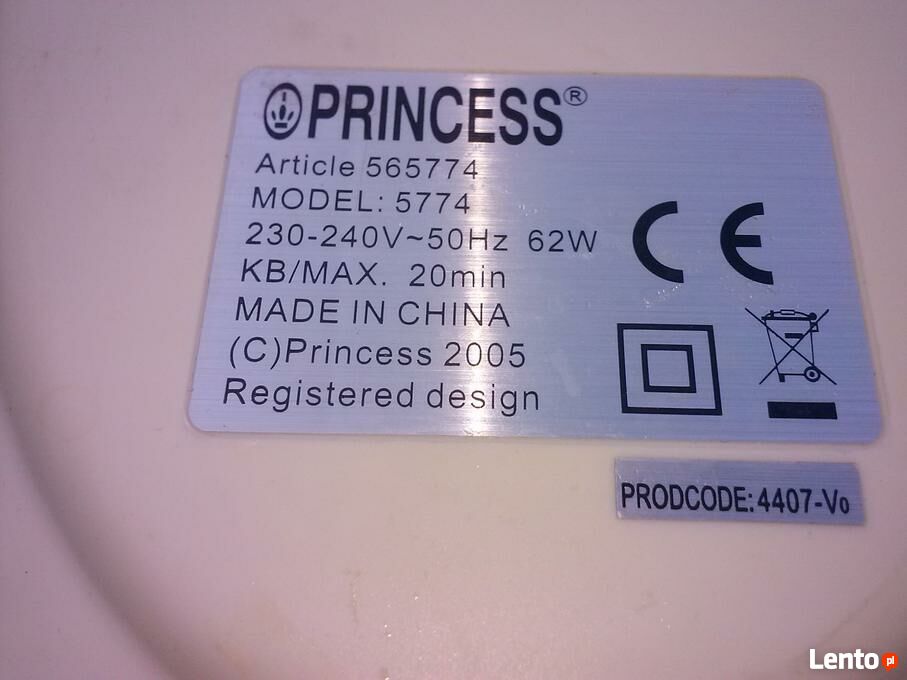 PRINCESS®
Article 565774
MODEL: 5774
230-240V~50Hz 62W
KB/MAX. 20min
MADE IN CHINA
(C)Princess 2005
Registered design
CE
PRODCODE: 4407-Vo
Lento pl